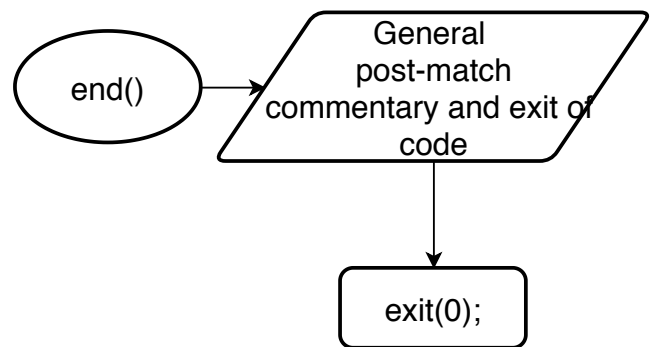 end()
General
post-match
commentary and exit of
code
exit(0);